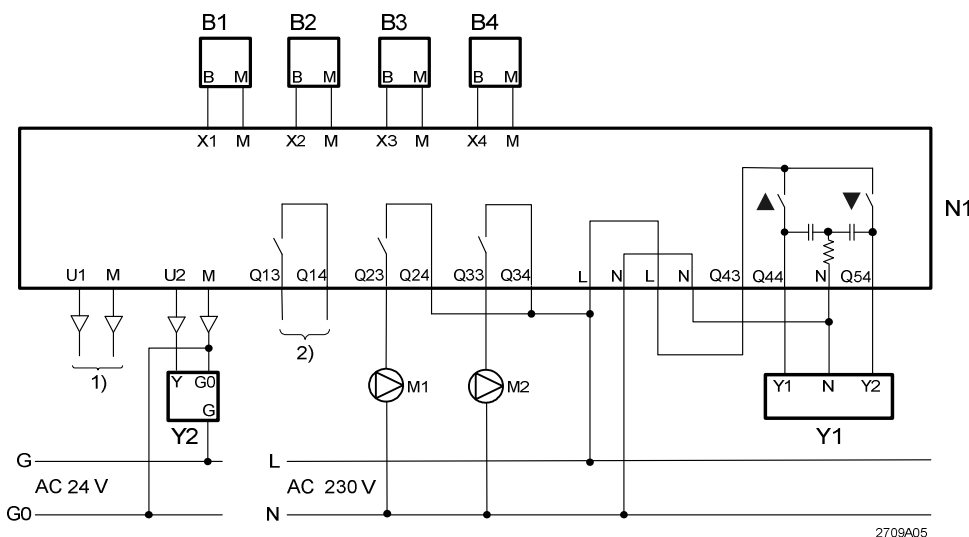 B1 B2 B3 B4
B M B M B M B M
X1 M X2 M X3 M X4 M
N1
U1 M U2 M Q13 Q14 Q23 Q24 Q33 Q34 L N L N Q43 Q44 N Q54
1)
2)
Y G0
G
Y2
M1
M2
Y1 N Y2
Y1
G
AC 24 V
G0
L
AC 230 V
N
2709A05